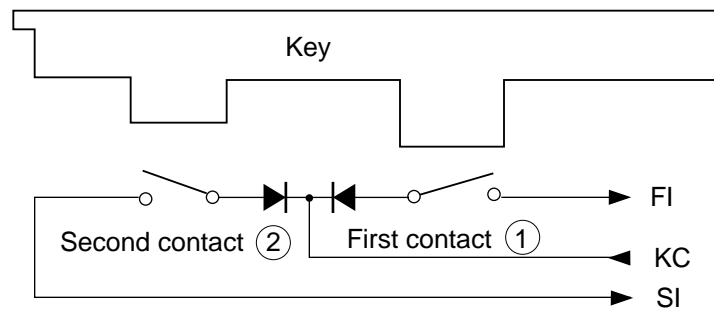 Key
FI
Second contact ②
First contact ①
KC
SI